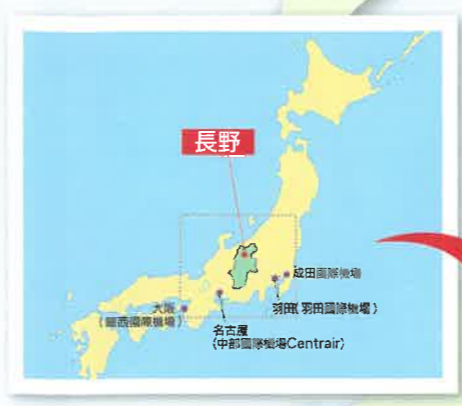 長野
成田國際機場
羽田(羽田國際機場)
大阪
(關西國際機場)
名古屋
(中部國際機場Centrair)